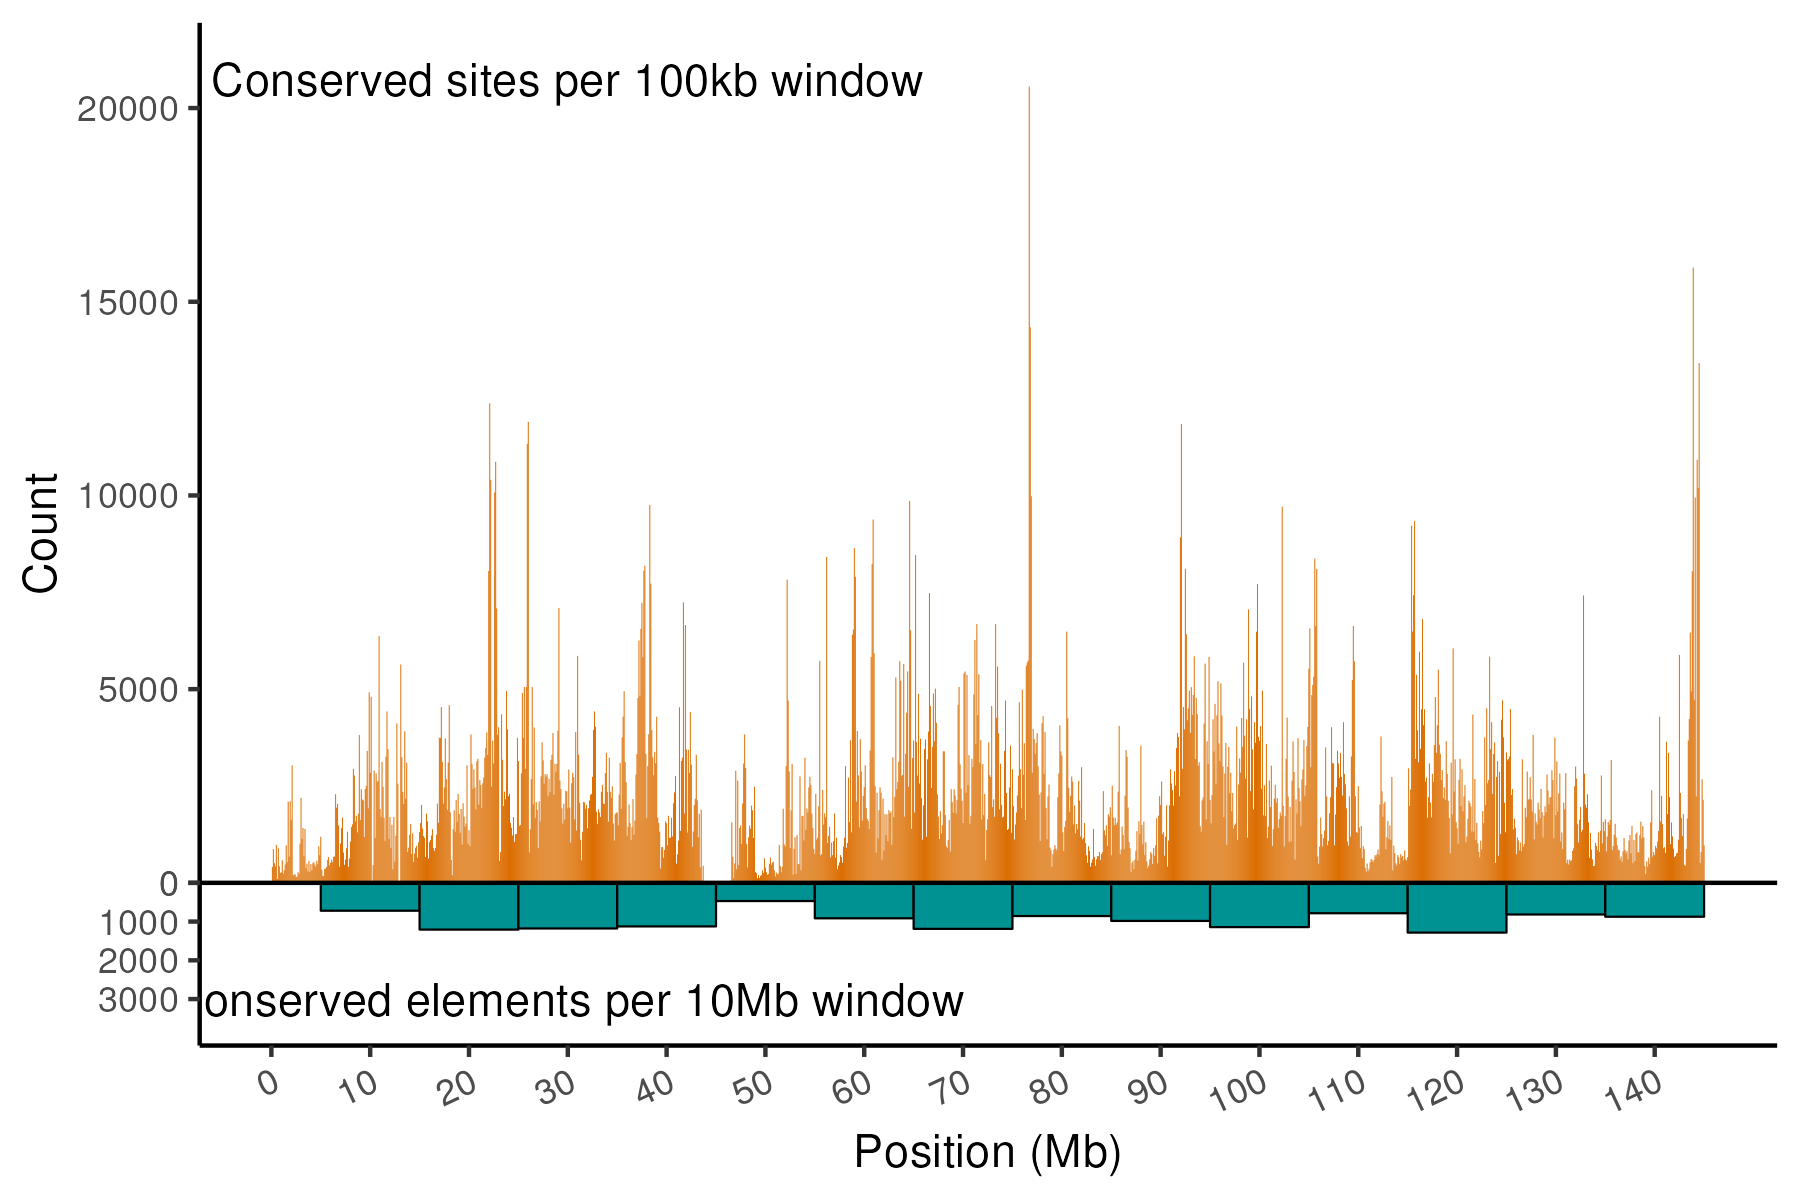 Conserved sites per 100kb window
20000
15000
10000
5000
0
1000
2000
3000
onserved elements per 10Mb window
Count
0 10 20 30 40 50 60 70 80 90 100 110 120 130 140
Position (Mb)